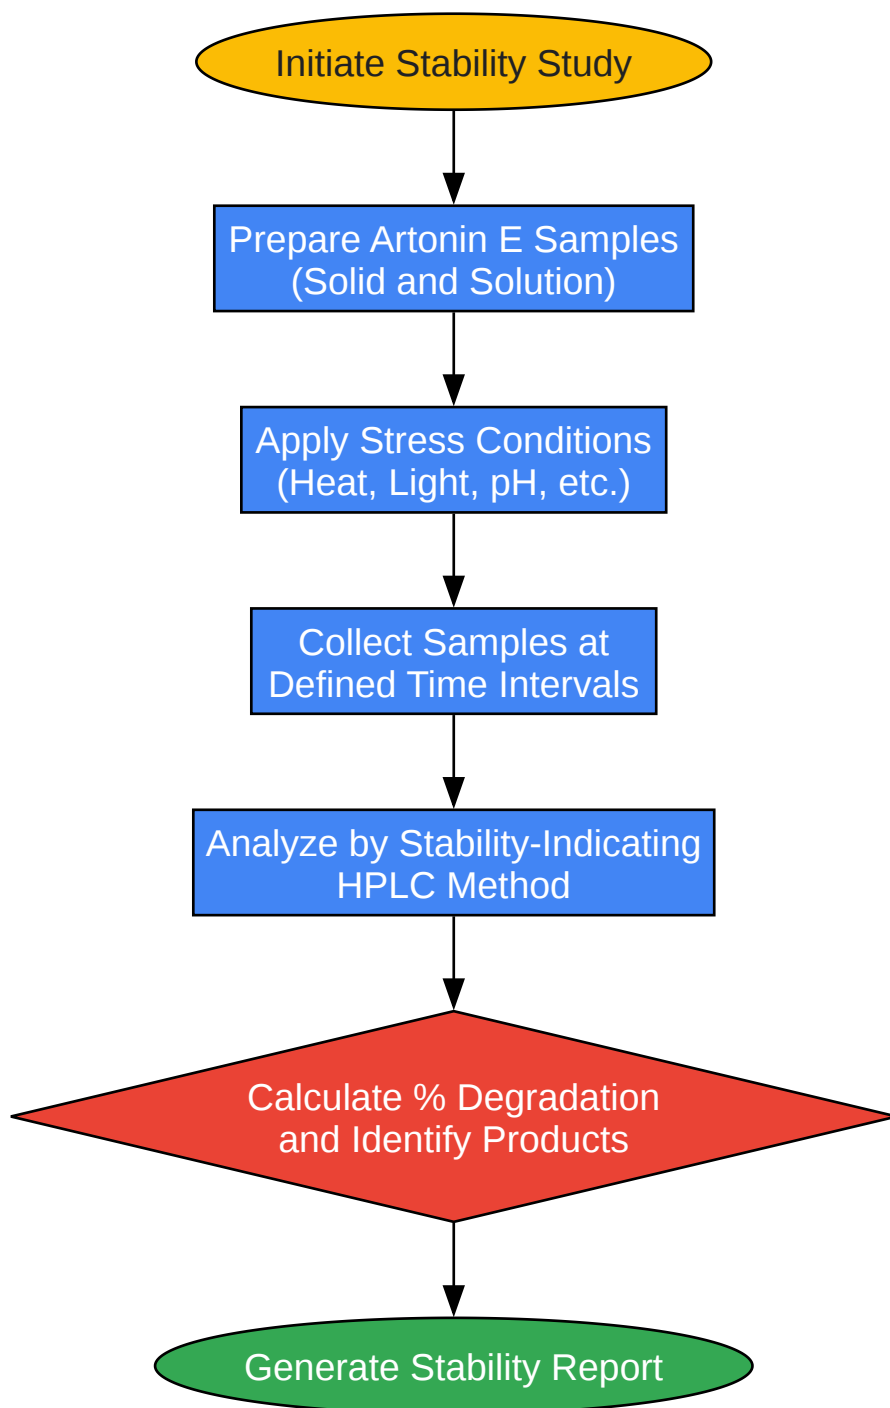 Initiate Stability Study
Prepare Artonin E Samples
(Solid and Solution)
Apply Stress Conditions
(Heat, Light, pH, etc.)
Collect Samples at
Defined Time Intervals
Analyze by Stability-Indicating
HPLC Method
Calculate % Degradation
and Identify Products
Generate Stability Report